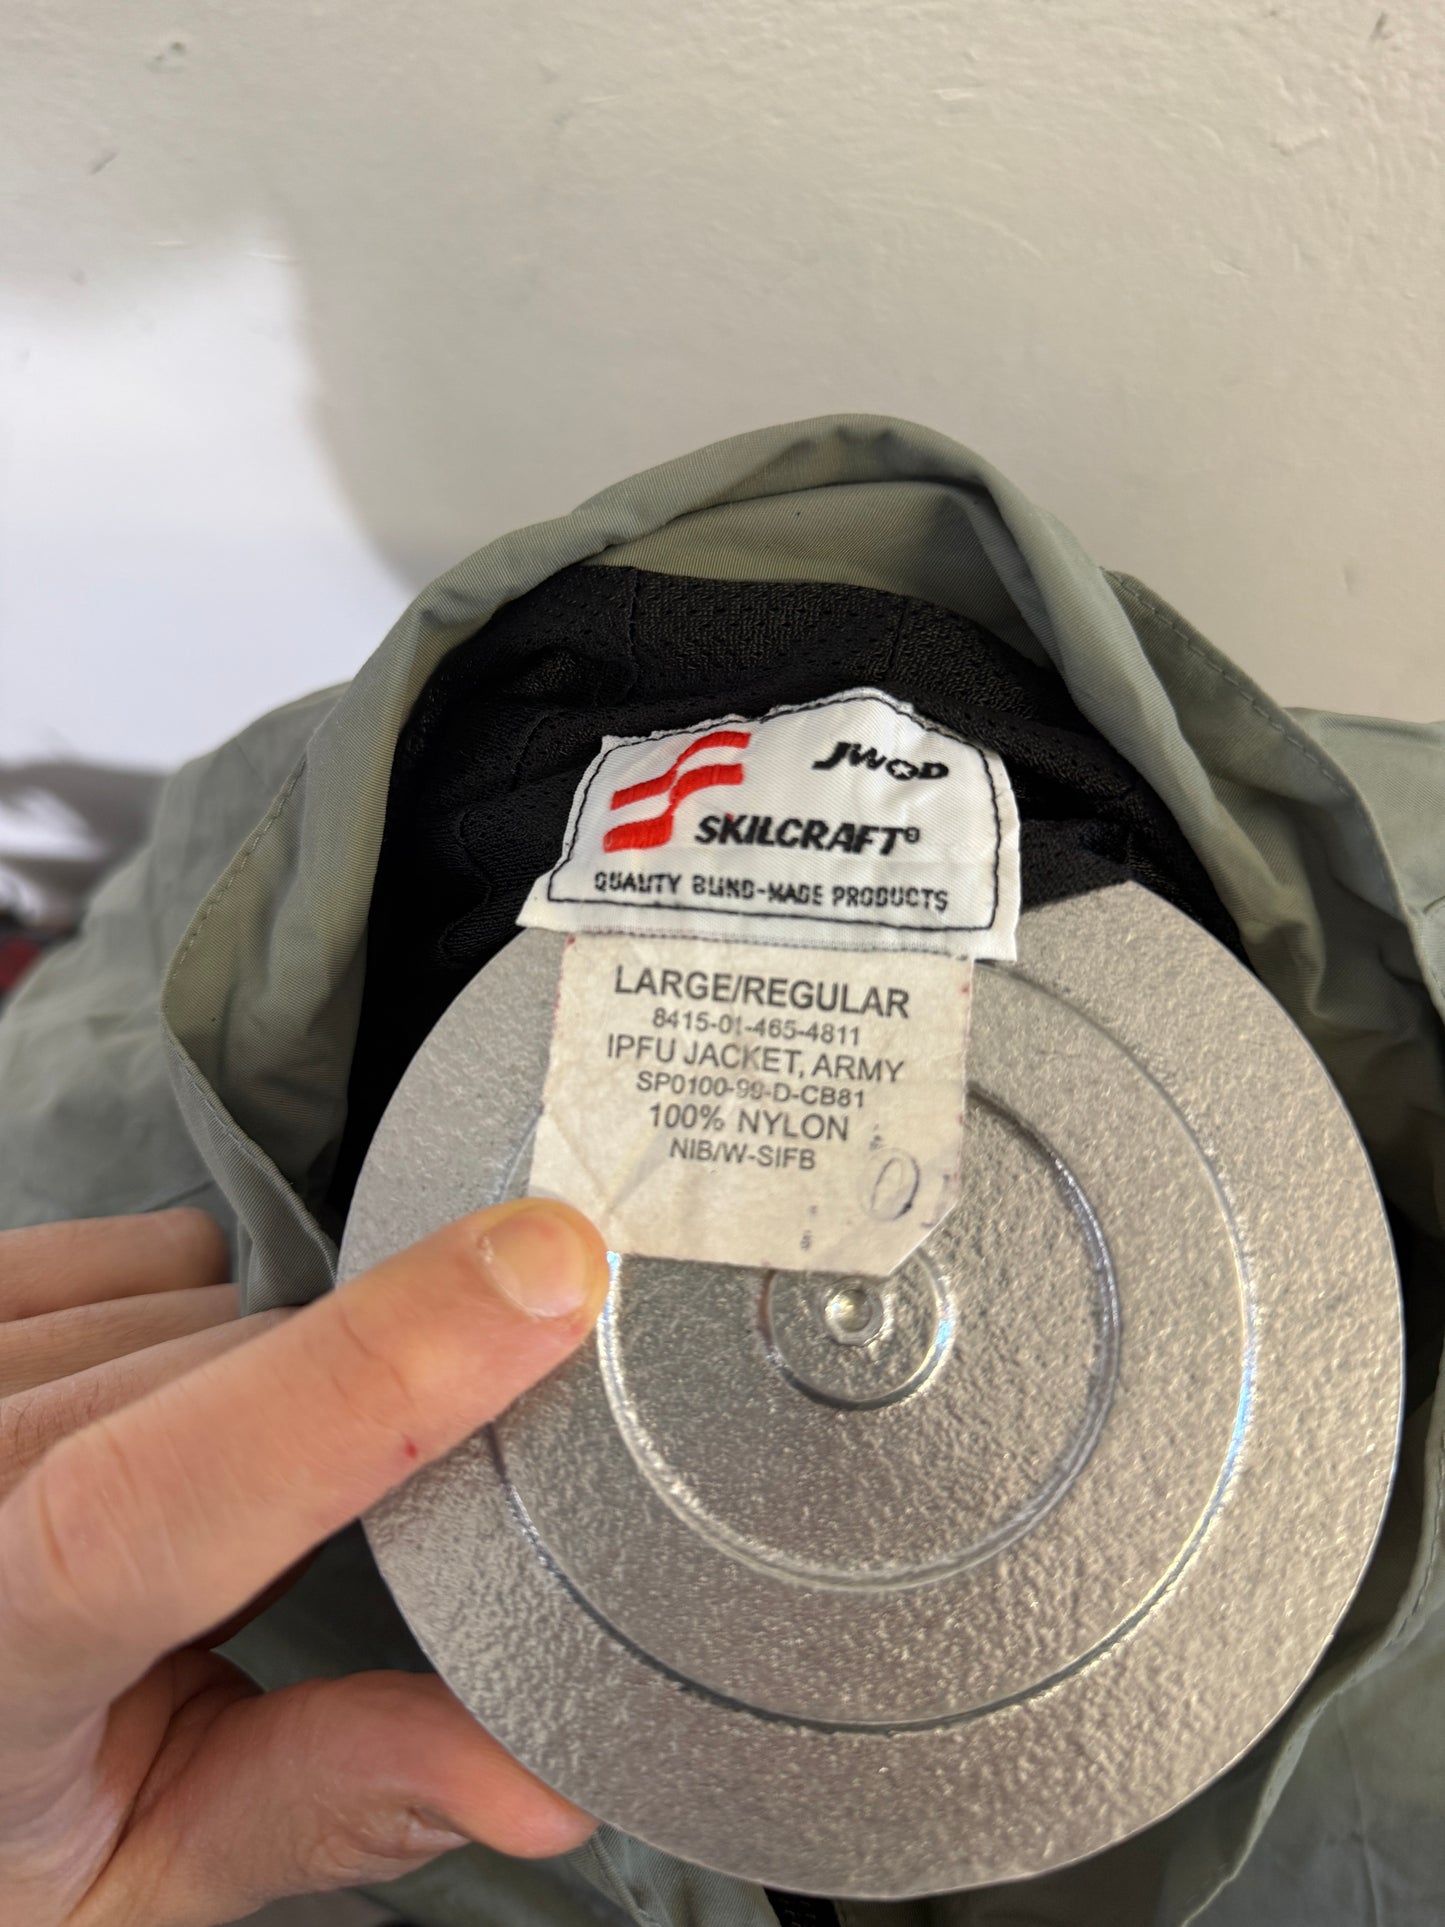 JWOD
SKILCRAFT®
QUALITY BLIND-MADE PRODUCTS
LARGE/REGULAR
8415-01-465-4811
IPFU JACKET, ARMY
SP0100-99-D-CB81
100% NYLON
NIB/W-SIFB